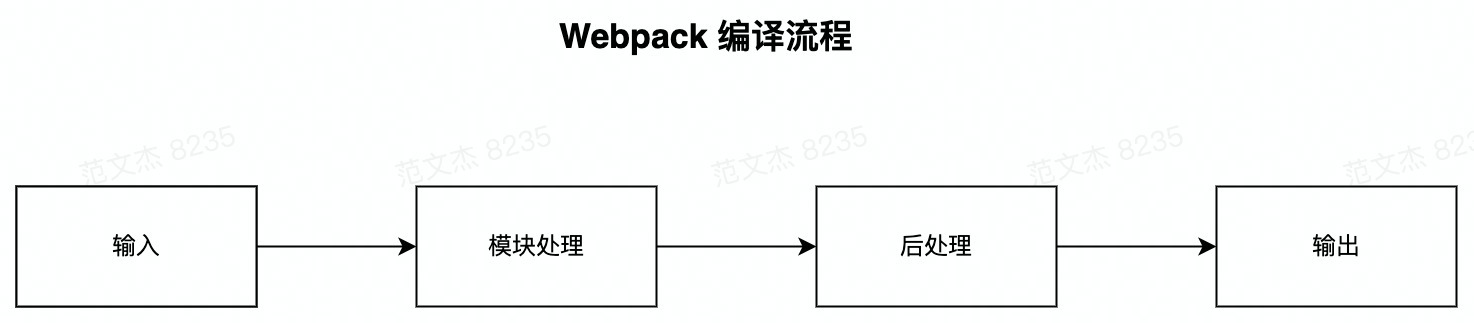 Webpack 编译流程
范文杰 8235
范文杰 8235
范文杰 8235
范文杰 8235
范文杰 823
输入
模块处理
后处理
输出